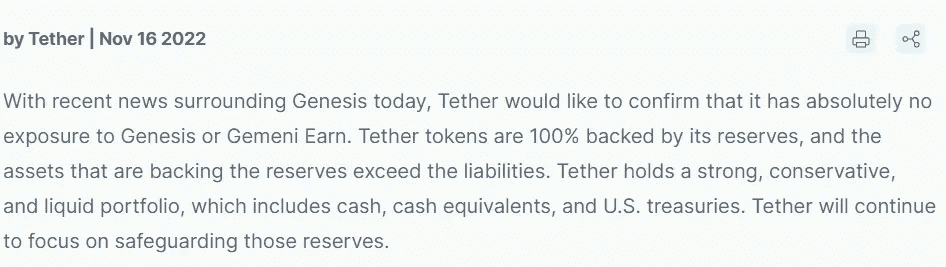 by Tether | Nov 16 2022
With recent news surrounding Genesis today, Tether would like to confirm that it has absolutely no
exposure to Genesis or Gemeni Earn. Tether tokens are 100% backed by its reserves, and the
assets that are backing the reserves exceed the liabilities. Tether holds a strong, conservative,
and liquid portfolio, which includes cash, cash equivalents, and U.S. treasuries. Tether will continue
to focus on safeguarding those reserves.